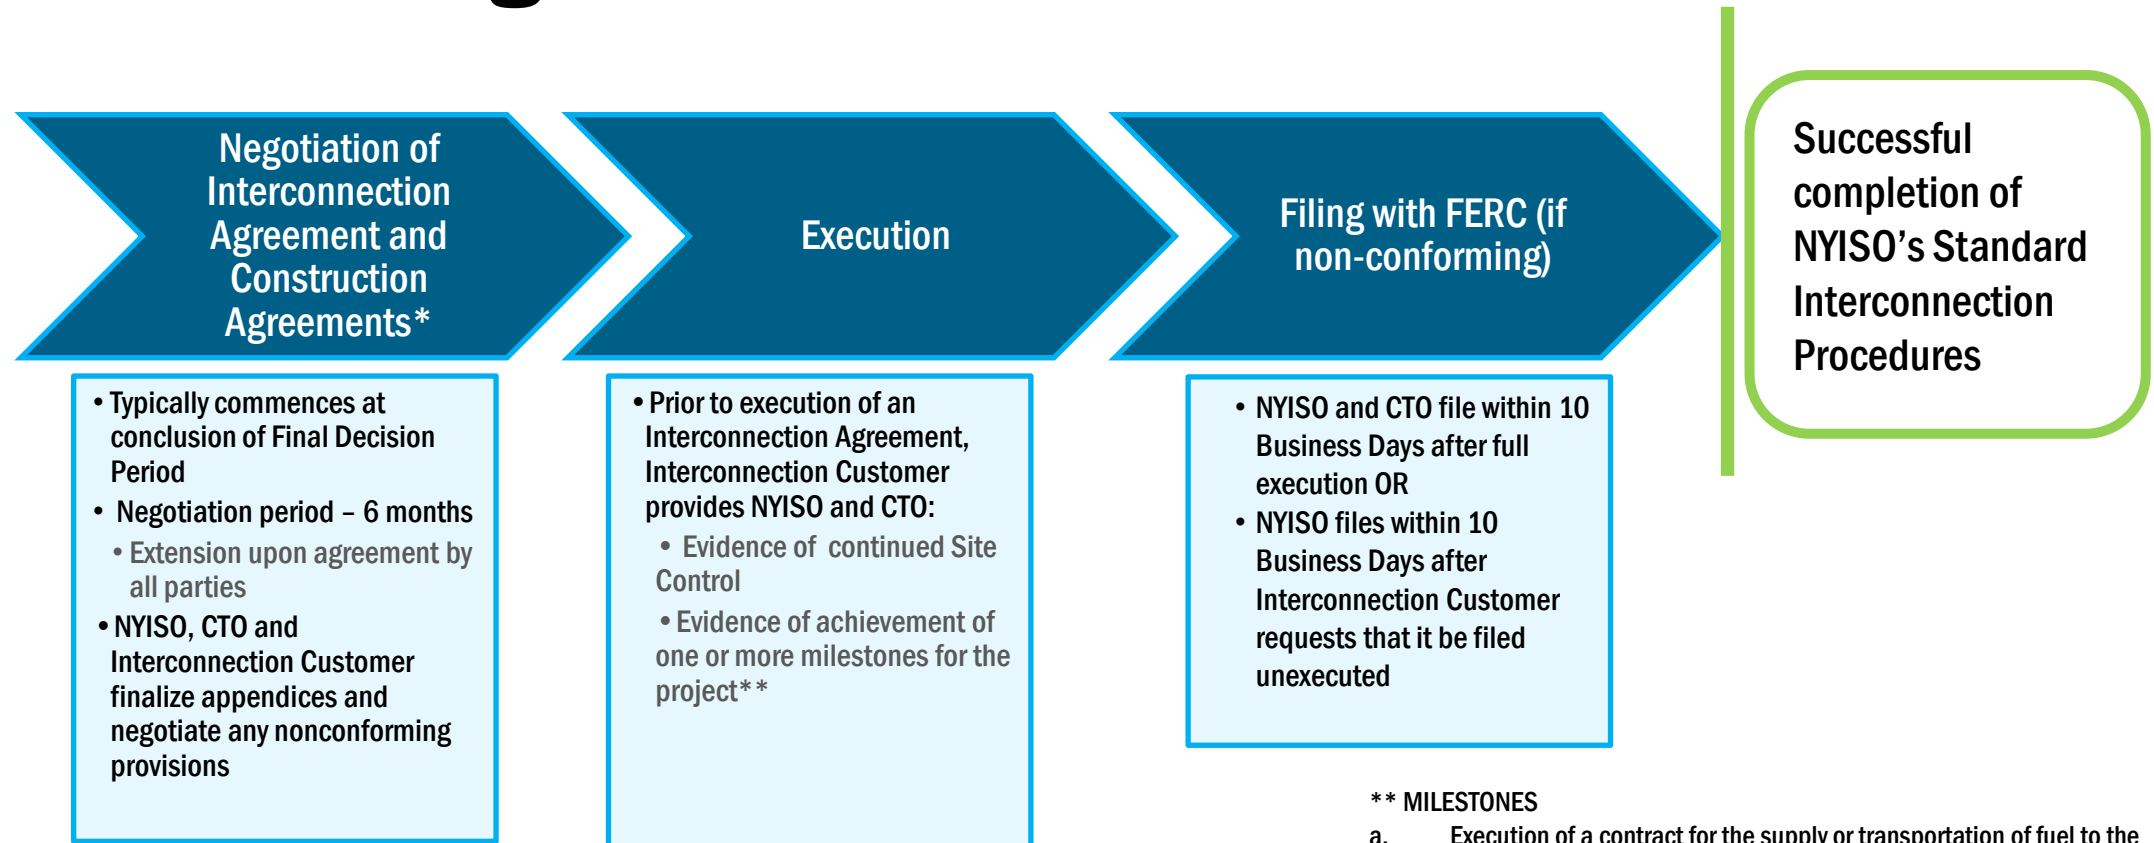 Negotiation of
Interconnection
Agreement and
Construction
Agreements*
Execution
Filing with FERC (if
non-conforming)
Successful
completion of
NYISO’s Standard
Interconnection
Procedures
• Typically commences at
conclusion of Final Decision
Period
• Negotiation period – 6 months
• Extension upon agreement by
all parties
• NYISO, CTO and
Interconnection Customer
finalize appendices and
negotiate any nonconforming
provisions
• Prior to execution of an
Interconnection Agreement,
Interconnection Customer
provides NYISO and CTO:
• Evidence of continued Site
Control
• Evidence of achievement of
one or more milestones for the
project**
• NYISO and CTO file within 10
Business Days after full
execution OR
• NYISO files within 10
Business Days after
Interconnection Customer
requests that it be filed
unexecuted
** MILESTONES
a. Execution of a contract for the supply or transportation of fuel to the